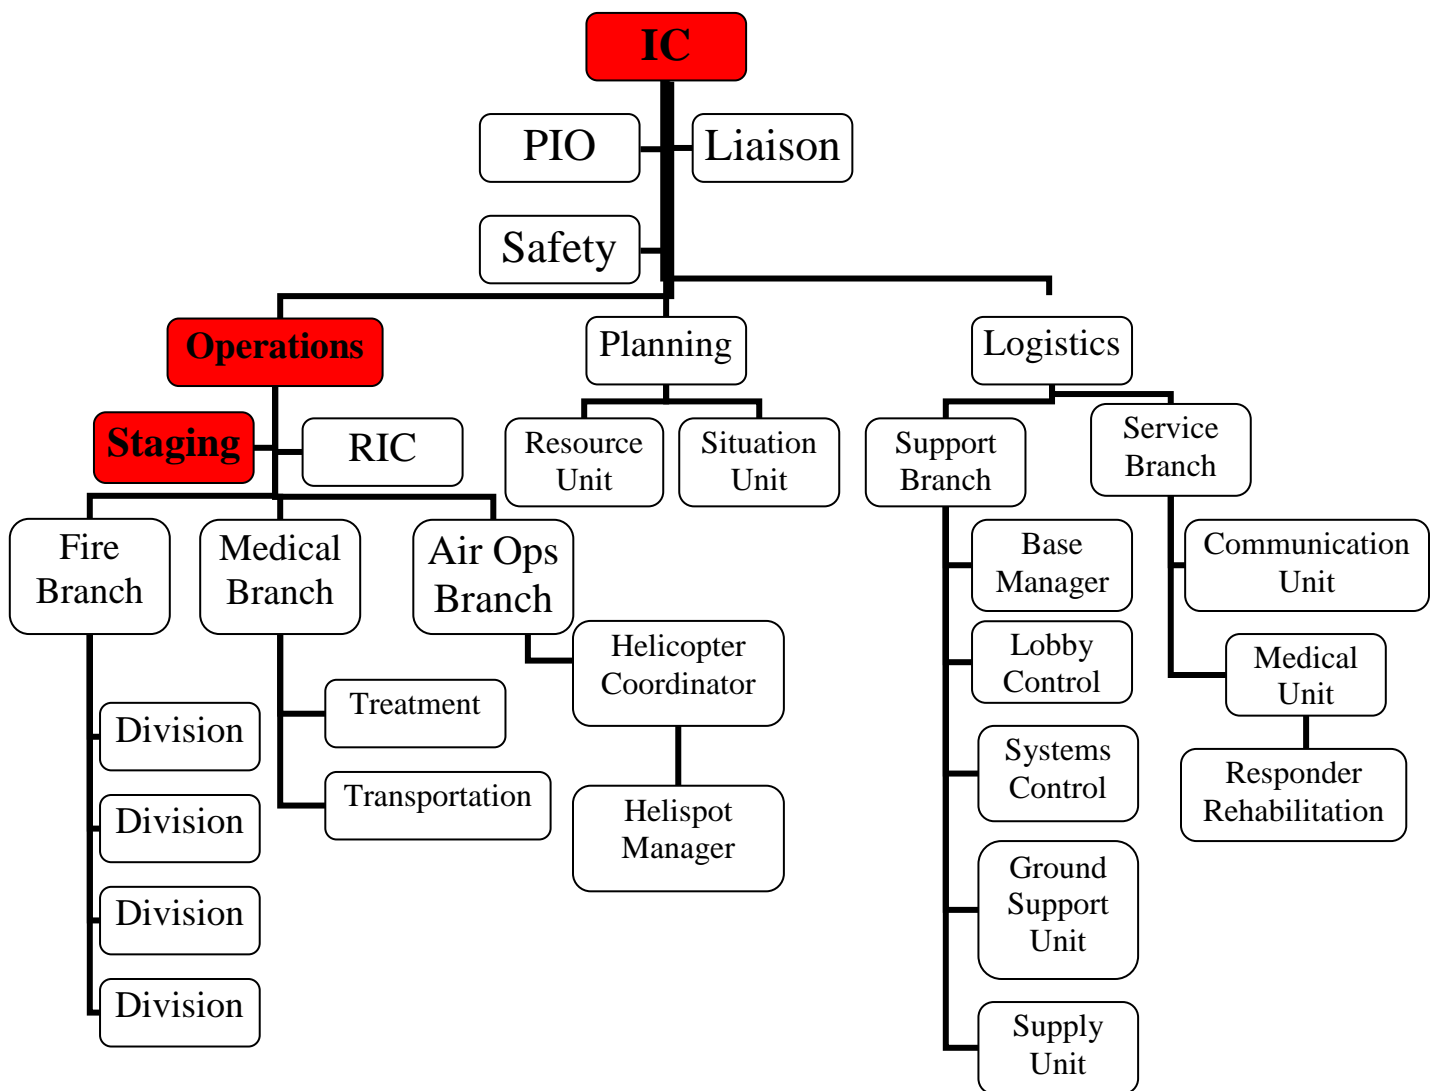 IC
PIO
Liaison
Safety
Operations
Planning
Logistics
Staging
RIC
Resource
Unit
Situation
Unit
Support
Branch
Service
Branch
Fire
Branch
Medical
Branch
Air Ops
Branch
Base
Manager
Communication
Unit
Helicopter
Coordinator
Lobby
Control
Medical
Unit
Division
Treatment
Systems
Control
Responder
Rehabilitation
Transportation
Helispot
Manager
Division
Ground
Support
Unit
Division
Division
Supply
Unit